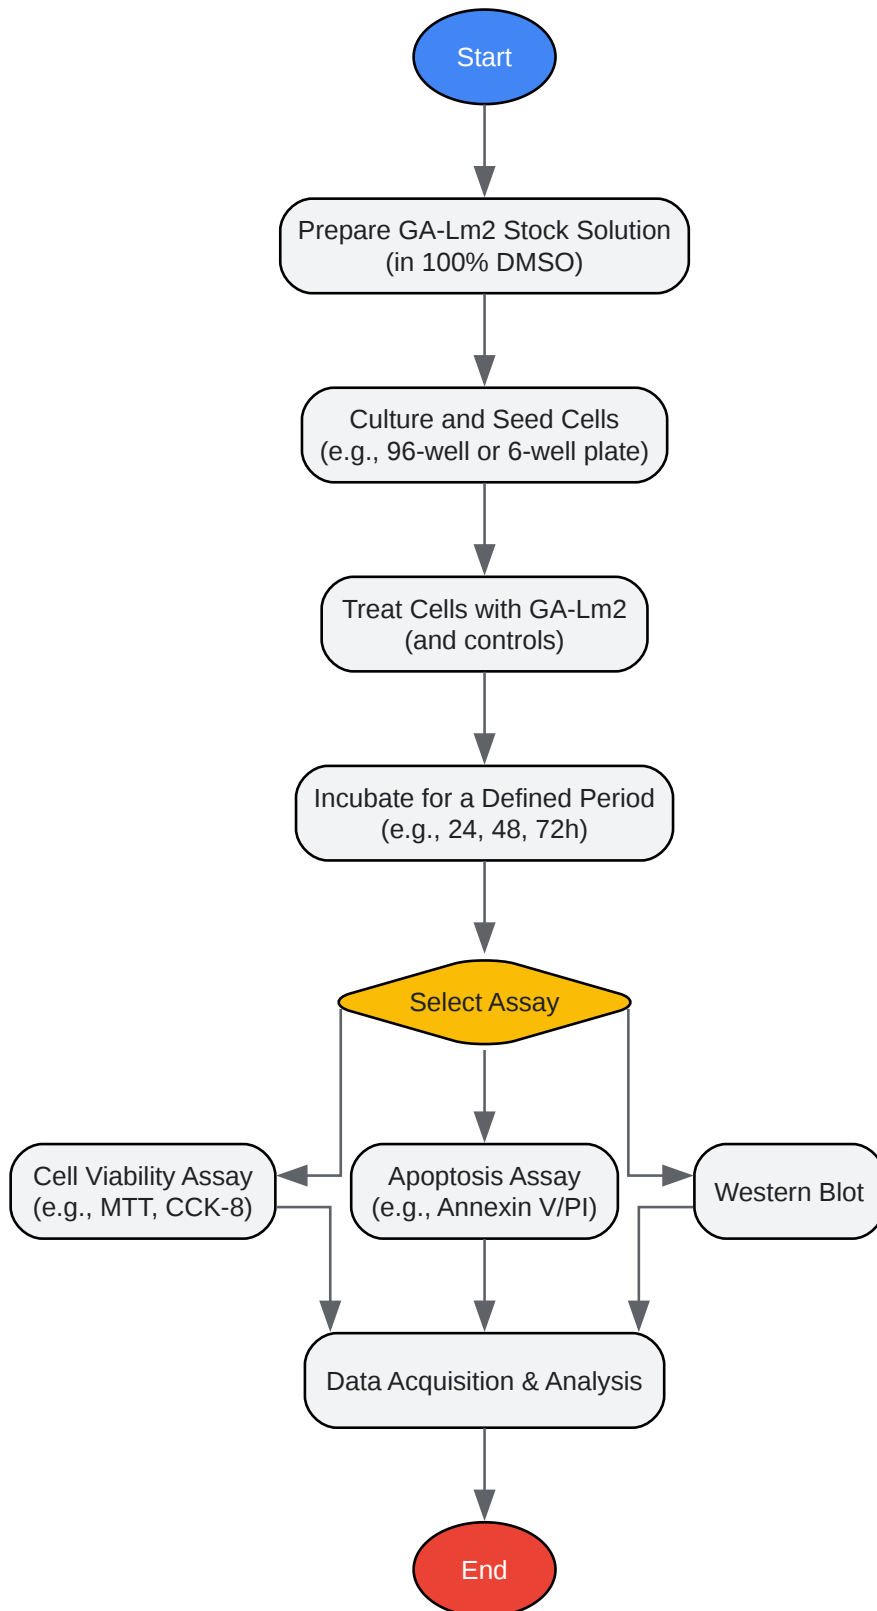 Start
Prepare GA-Lm2 Stock Solution
(in 100% DMSO)
Culture and Seed Cells
(e.g., 96-well or 6-well plate)
Treat Cells with GA-Lm2
(and controls)
Incubate for a Defined Period
(e.g., 24, 48, 72h)
Select Assay
Cell Viability Assay
(e.g., MTT, CCK-8)
Apoptosis Assay
(e.g., Annexin V/PI)
Western Blot
Data Acquisition & Analysis
End